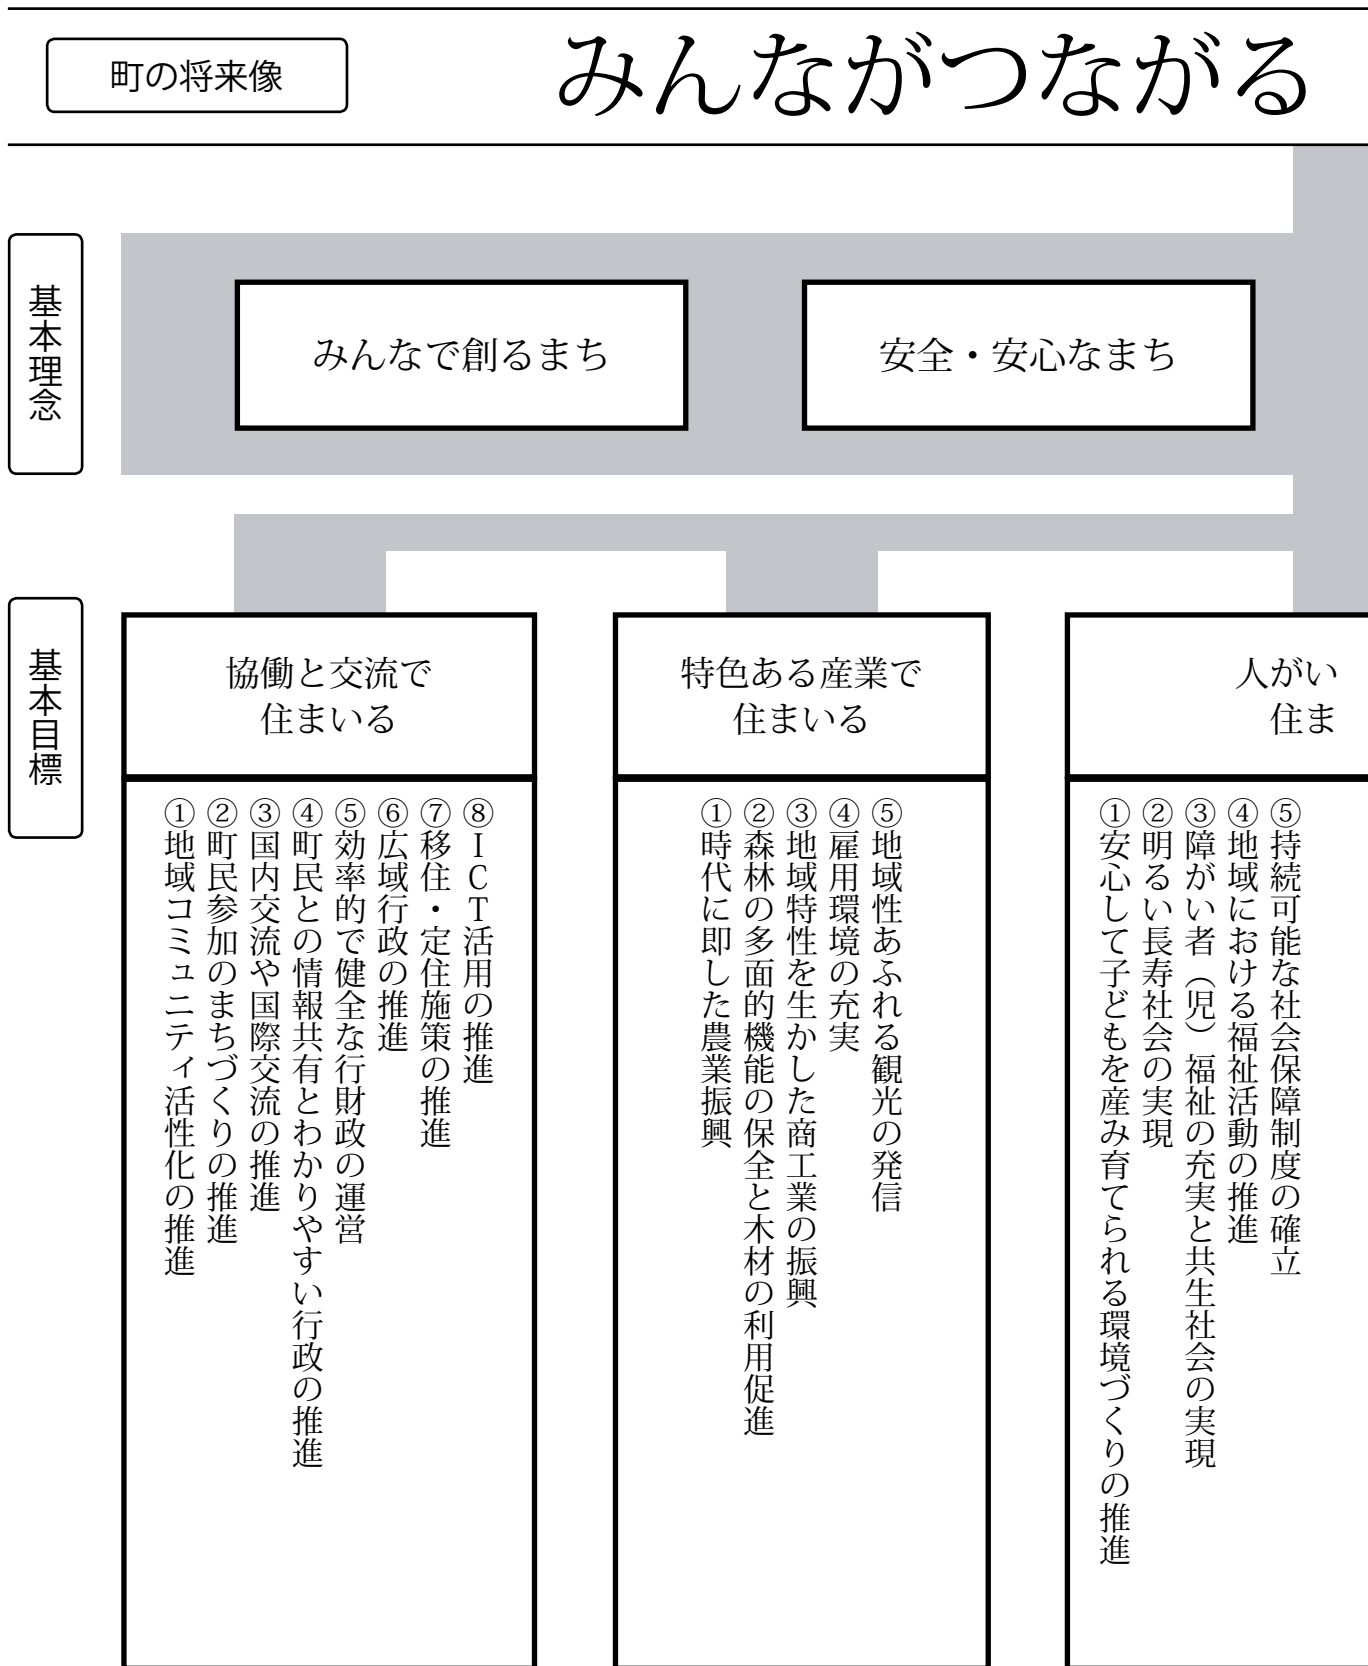 町の将来像
みんながつながる
基本理念
みんなで創るまち
安全・安心なまち
基本目標
協働と交流で
住まいる
①地域コミュニティ活性化の推進
②町民参加のまちづくりの推進
③国内交流や国際交流の推進
④町民との情報共有とわかりやすい行政の推進
⑤効率的で健全な行財政の運営
⑥広域行政の推進
⑦移住・定住施策の推進
⑧ICT活用の推進
特色ある産業で
住まいる
①時代に即した農業振興
②森林の多面的機能の保全と木材の利用促進
③地域特性を生かした商工業の振興
④雇用環境の充実
⑤地域性あふれる観光の発信
人がい
住ま
①安心して子どもを産み育てられる環境づくりの推進
②明るい長寿社会の実現
③障がい者（児）福祉の充実と共生社会の実現
④地域における福祉活動の推進
⑤持続可能な社会保障制度の確立